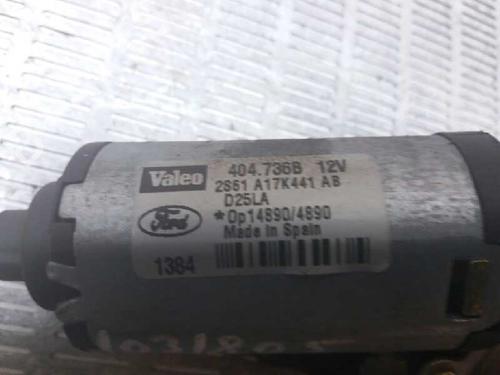 Valeo 404.736B 12V
2S61 A17K441 AB
D25LA
Ford *Op14890/4890
Made in Spain
1384